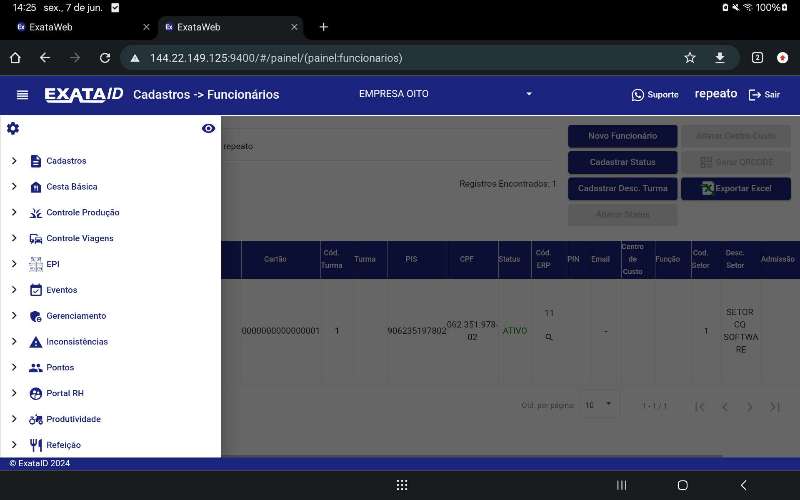 14:25 sex., 7 de jun.
100%
ExataWeb
ExataWeb
144.22.149.125:9400/#/painel/(painel:funcionarios)
2
EXATAID
Cadastros -> Funcionários
EMPRESA OITO
Suporte
repeato
Sair
Cadastros
Cesta Básica
Controle Produção
Controle Viagens
EPI
Eventos
Gerenciamento
Inconsistências
Pontos
Portal RH
Produtividade
Refeição
repeato
Registros Encontrados: 1
Novo Funcionário
Alterar Centro Custo
Cadastrar Status
Gerar QRCODE
Cadastrar Desc. Turma
Exportar Excel
Alterar Status
Cartão
Cód. Turma
Turma
PIS
CPF
Status
Cód. ERP
PIN
Email
Centro de Custo
Função
Cod. Setor
Desc. Setor
Admissão
0000000000000001
1
906235197802
062.351.978-02
ATIVO
11
-
1
SETOR CQ SOFTWARE
Qtd. por página:
10
1 - 1 / 1
© ExataID 2024